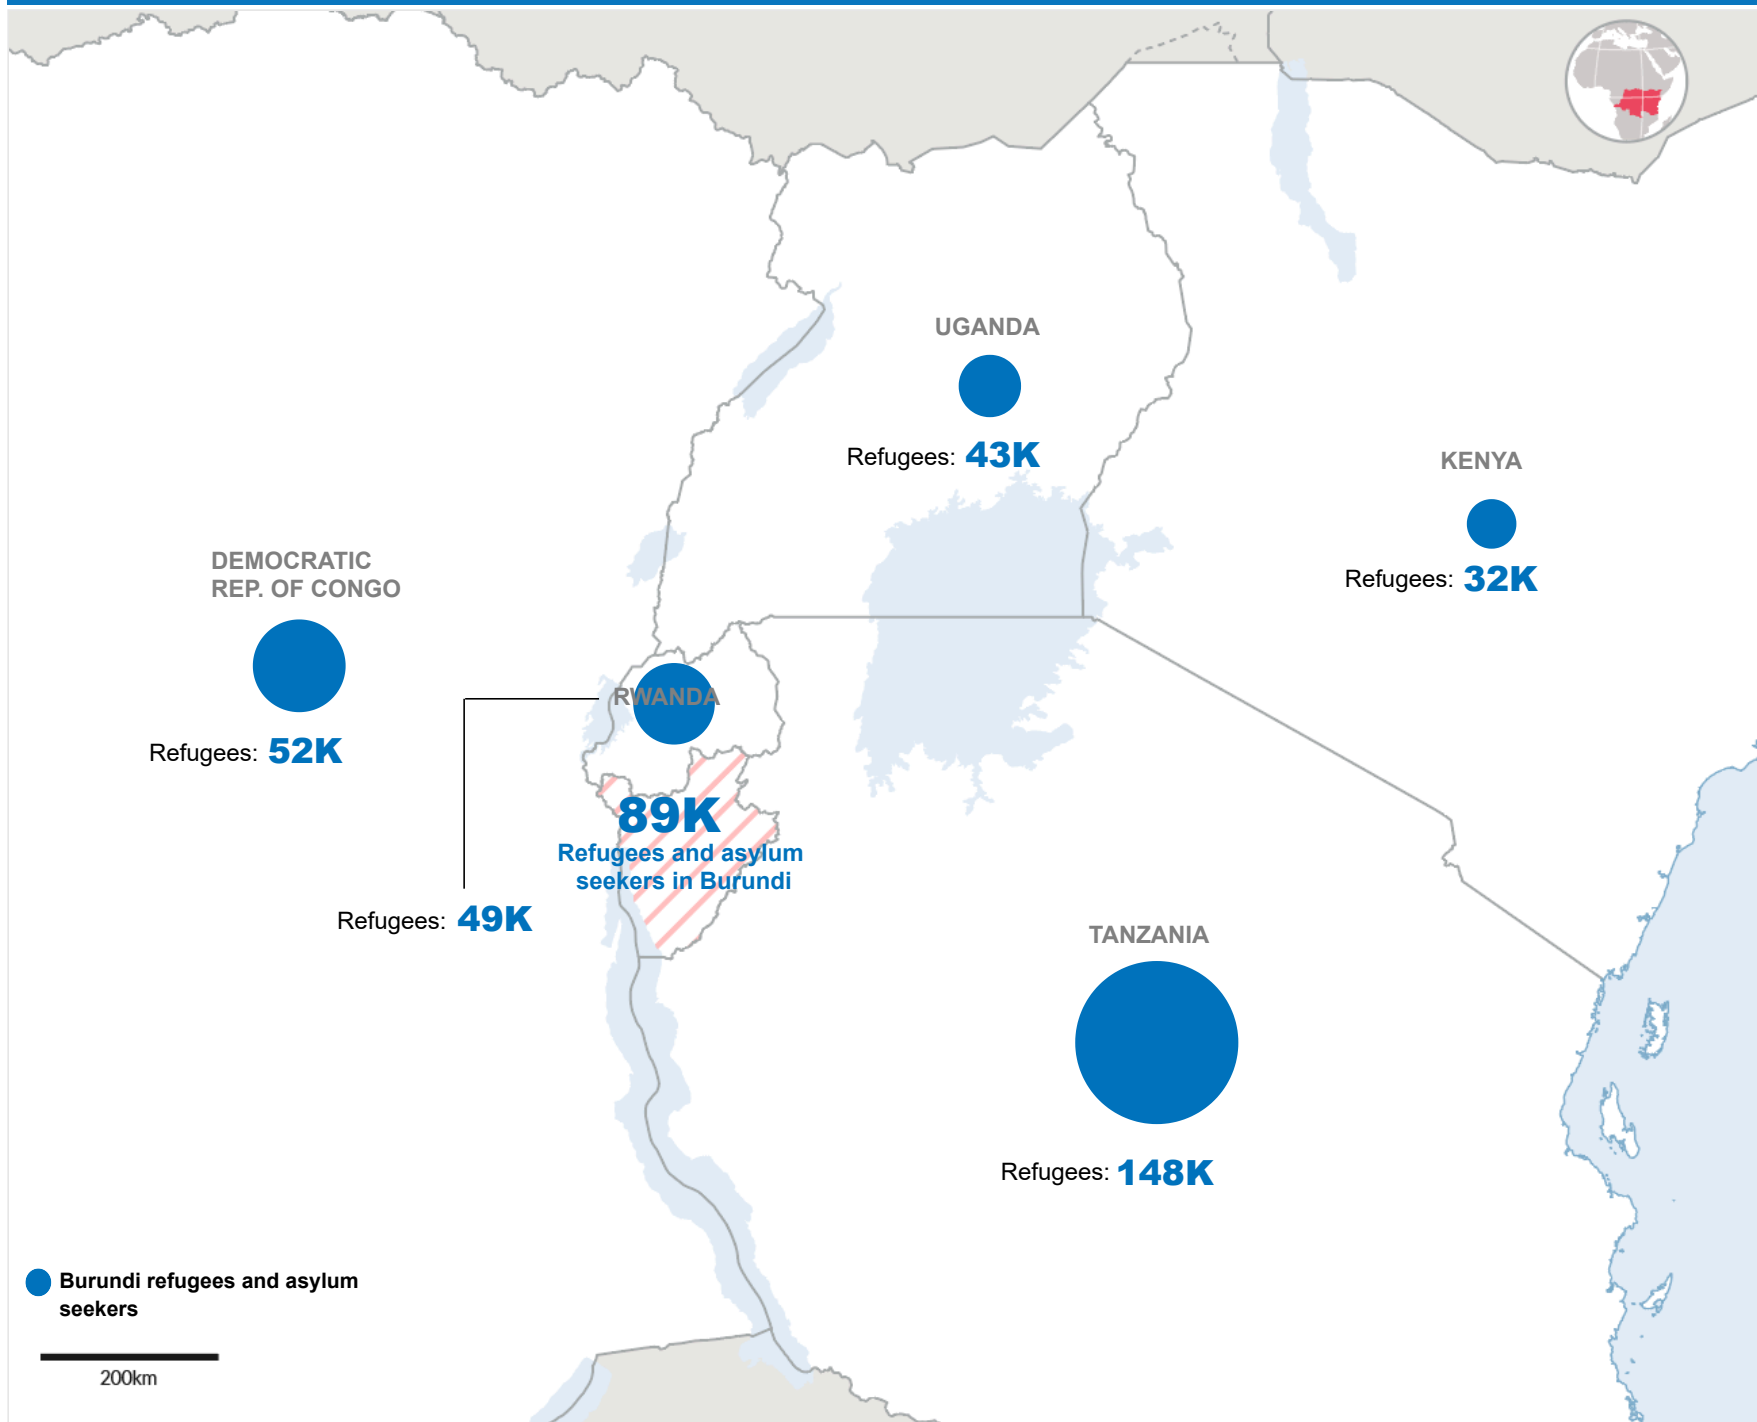 UGANDA
Refugees: 43K
KENYA
Refugees: 32K
DEMOCRATIC
REP. OF CONGO
Refugees: 52K
RWANDA
Refugees: 49K
89K
Refugees and asylum
seekers in Burundi
TANZANIA
Refugees: 148K
Burundi refugees and asylum
seekers
200km